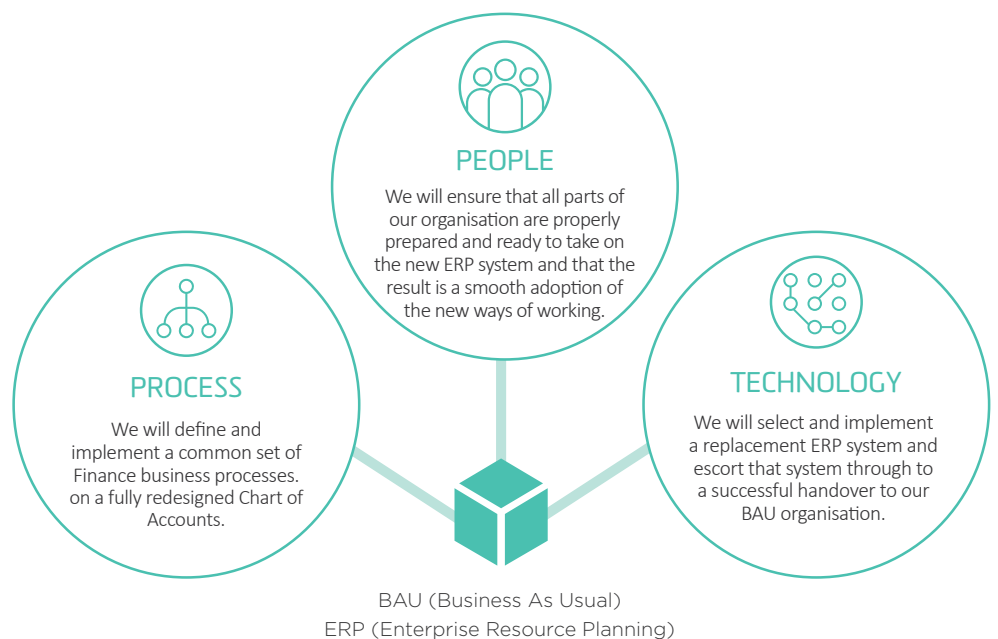 PEOPLE
We will ensure that all parts of
our organisation are properly
prepared and ready to take on
the new ERP system and that the
result is a smooth adoption of
the new ways of working.
PROCESS
We will define and
implement a common set of
Finance business processes.
on a fully redesigned Chart of
Accounts.
TECHNOLOGY
We will select and implement
a replacement ERP system and
escort that system through to
a successful handover to our
BAU organisation.
BAU (Business As Usual)
ERP (Enterprise Resource Planning)